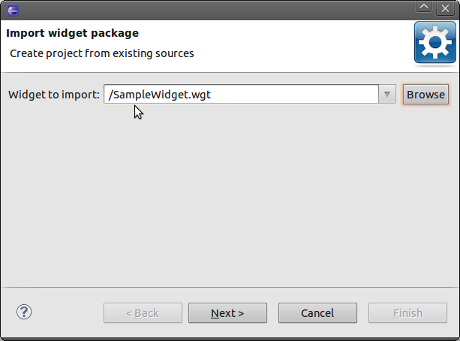 Import widget package
Create project from existing sources
Widget to import: /SampleWidget.wgt Browse
? < Back Next > Cancel Finish